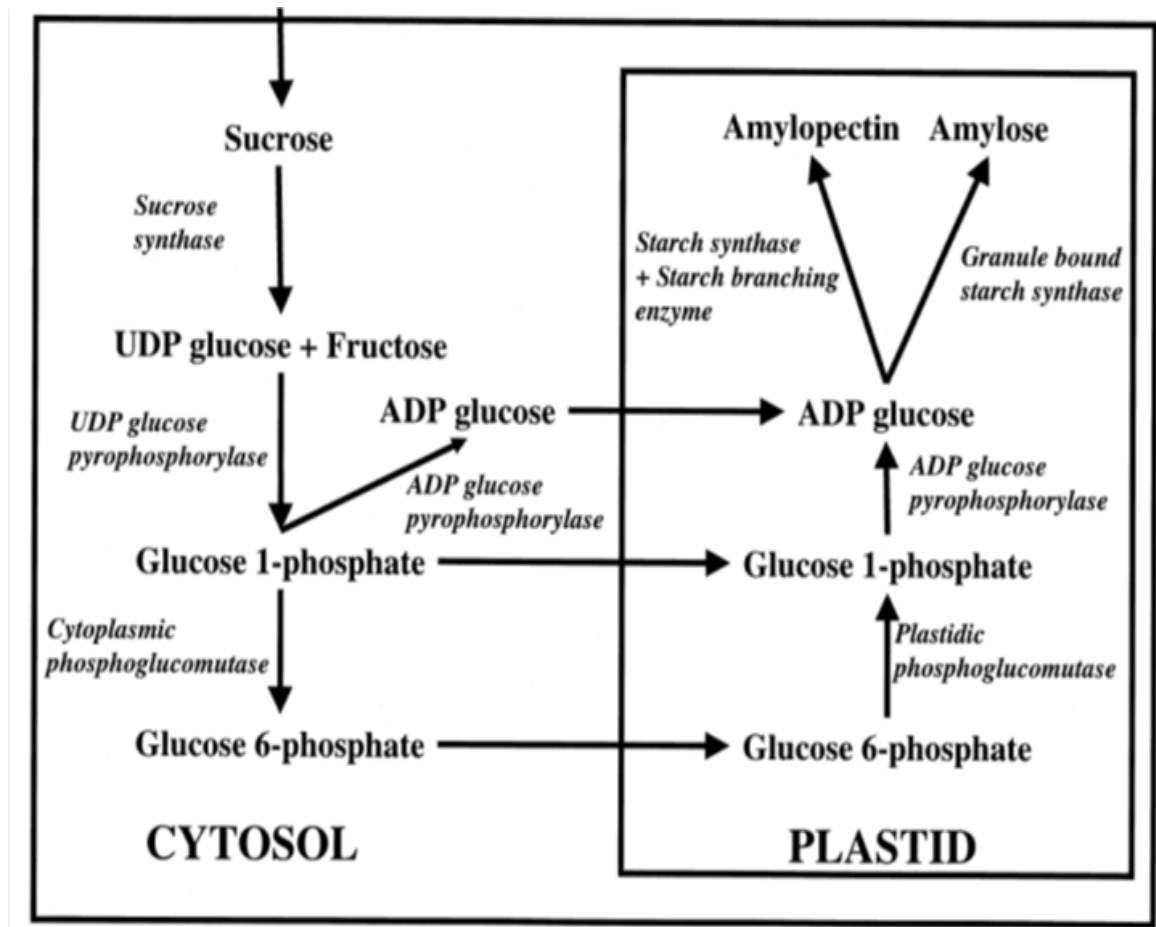 Sucrose
Sucrose
synthase
UDP glucose + Fructose
UDP glucose
pyrophosphorylase
ADP glucose
ADP glucose
pyrophosphorylase
Glucose 1-phosphate
Cytoplasmic
phosphoglucomutase
Glucose 6-phosphate
CYTOSOL
Amylopectin
Amylose
Starch synthase
+ Starch branching
enzyme
Granule bound
starch synthase
ADP glucose
ADP glucose
pyrophosphorylase
Glucose 1-phosphate
Plastidic
phosphoglucomutase
Glucose 6-phosphate
PLASTID